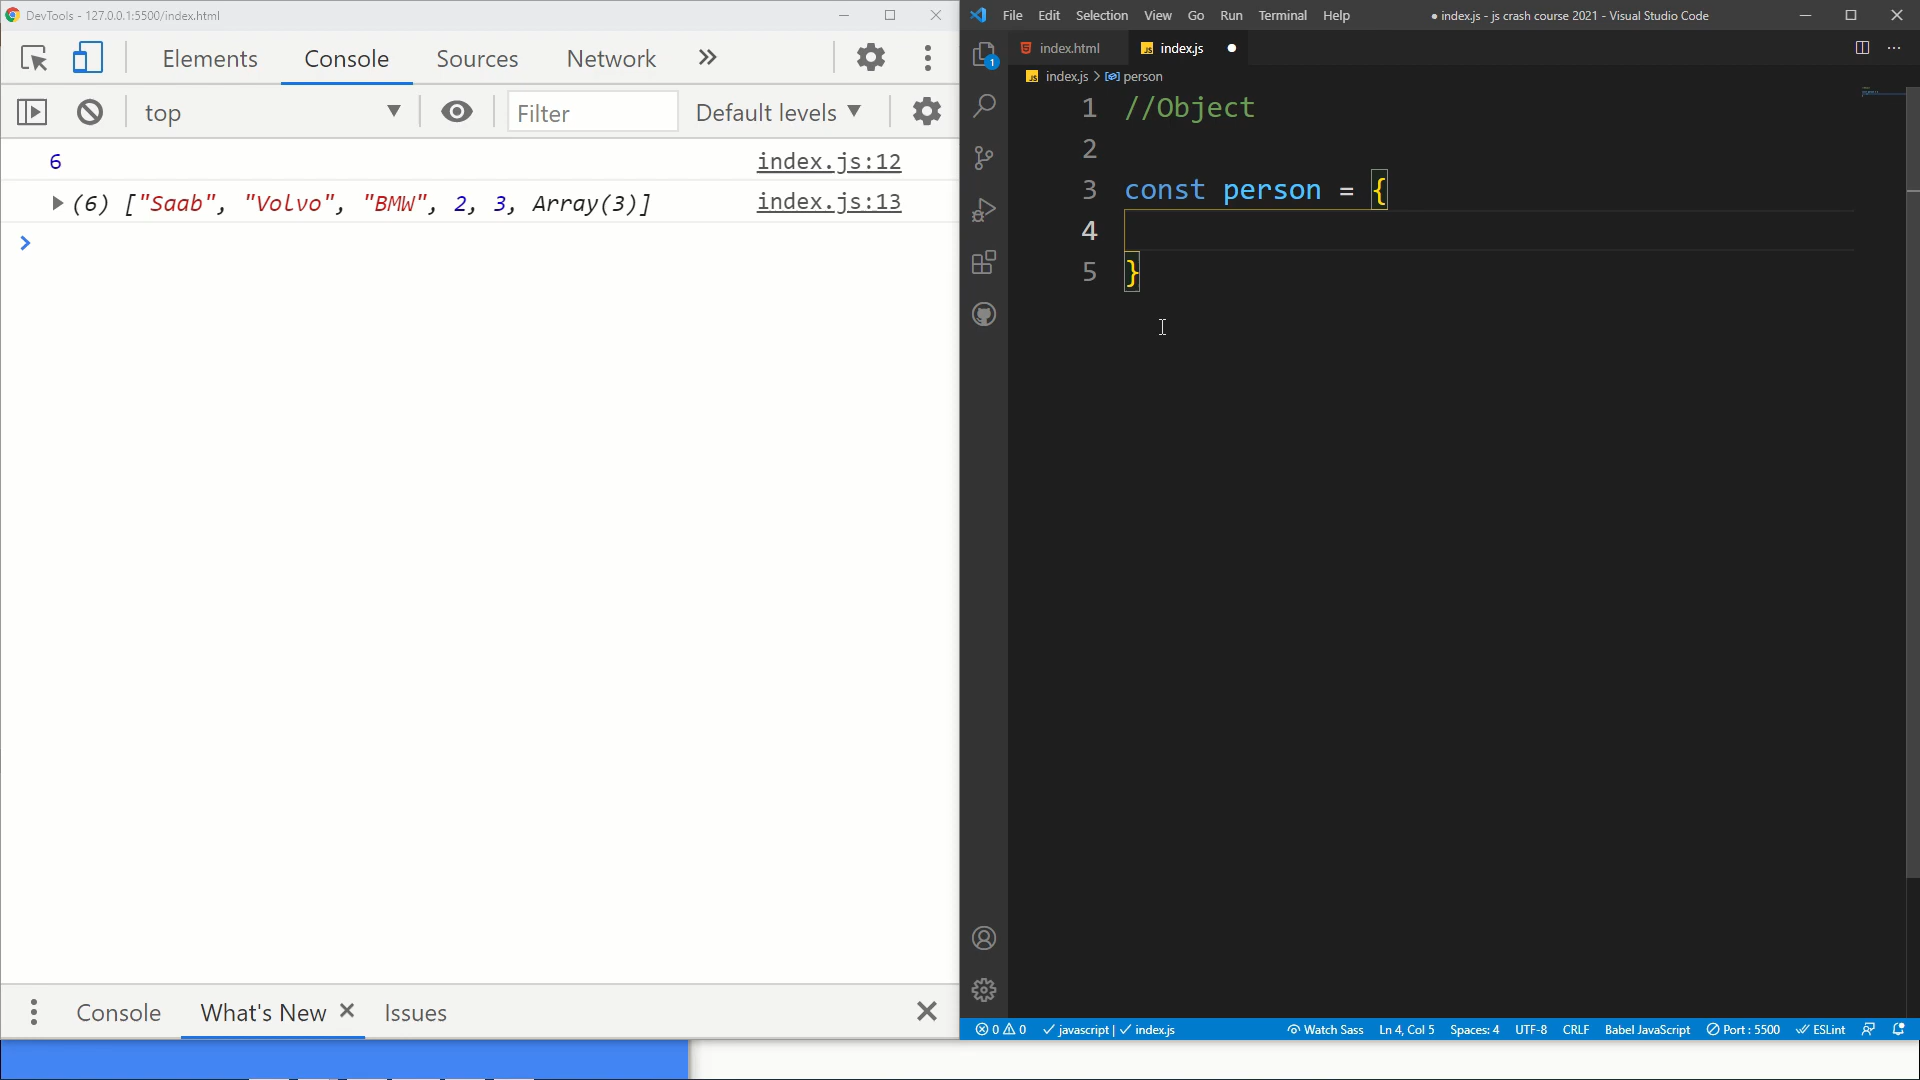 DevTools - 127.0.0.1:5500/index.html
Elements Console Sources Network »
top Filter Default levels
6 index.js:12
(6) ["Saab", "Volvo", "BMW", 2, 3, Array(3)] index.js:13
>
Console What's New × Issues
File Edit Selection View Go Run Terminal Help ● index.js - js crash course 2021 - Visual Studio Code
index.html JS index.js ●
JS index.js > person
1 //Object
2
3 const person = {
4
5 }
1
0 0 javascript | index.js Watch Sass Ln 4, Col 5 Spaces: 4 UTF-8 CRLF Babel JavaScript Port : 5500 ESLint